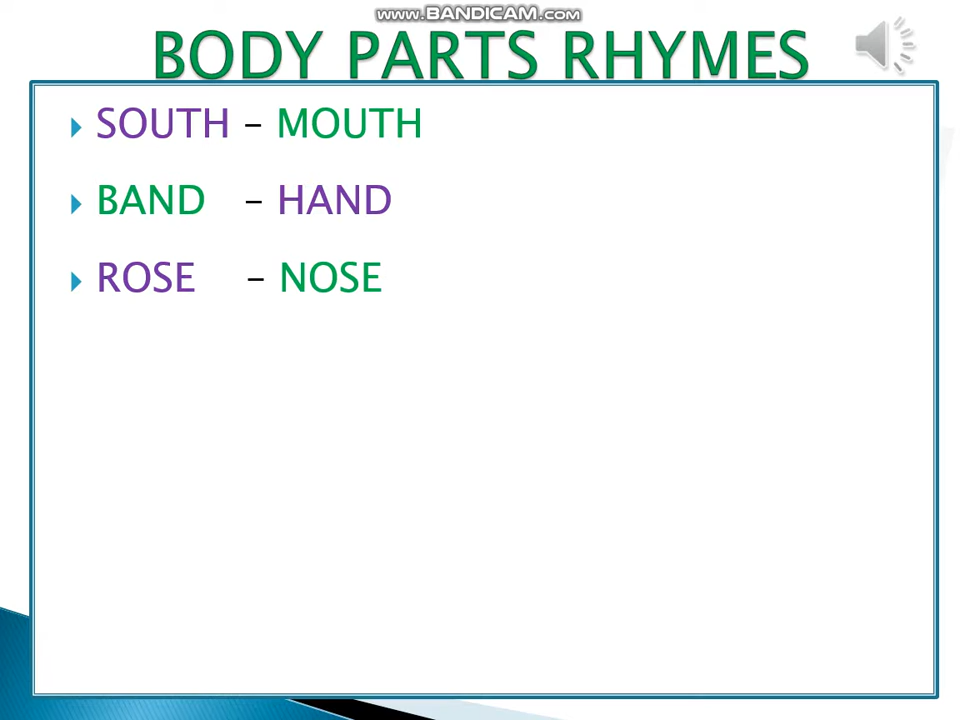 www.BANDICAM.com
BODY PARTS RHYMES
SOUTH – MOUTH
BAND – HAND
ROSE – NOSE